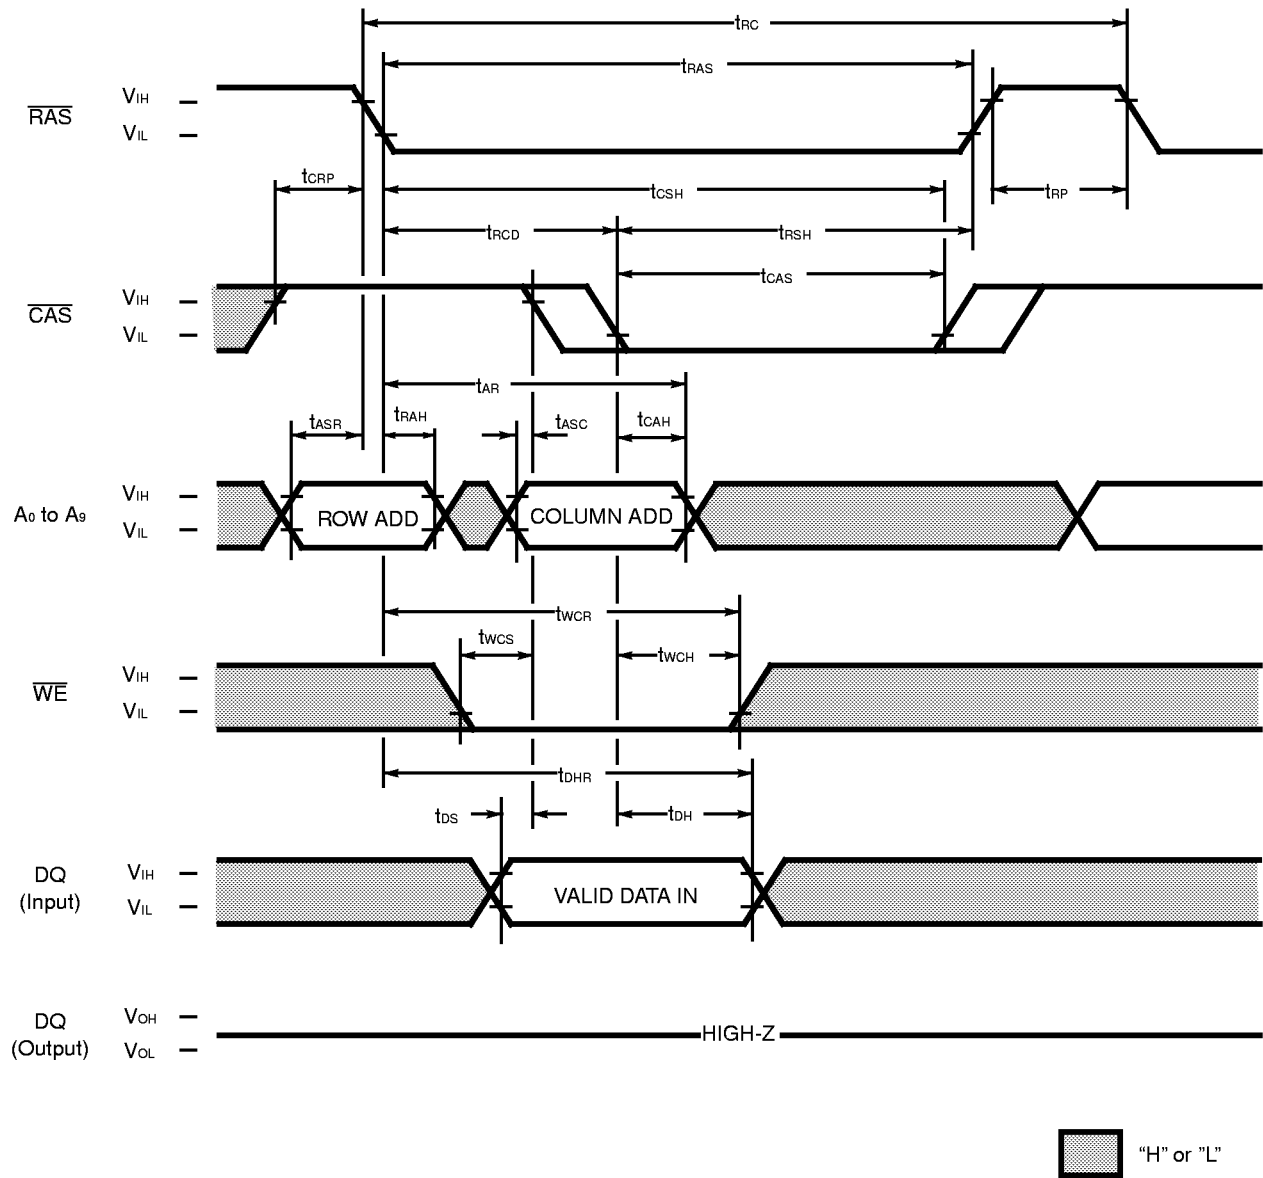 tRC
tRAS
RAS
VIH
VIL
tCRP
tCSH
tRP
tRCD
tRSH
tCAS
CAS
VIH
VIL
tAR
tASR
tRAH
tASC
tCAH
A0 to A9
VIH
VIL
ROW ADD
COLUMN ADD
tWCR
tWCS
tWCH
WE
VIH
VIL
tDHR
tDS
tDH
DQ
(Input)
VIH
VIL
VALID DATA IN
DQ
(Output)
VOH
VOL
HIGH-Z
“H” or ”L”